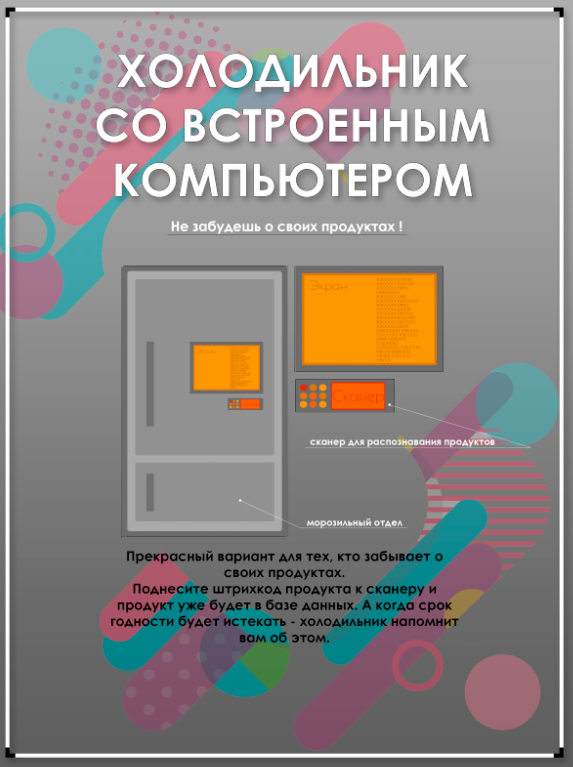 ХОЛОДИЛЬНИК
СО ВСТРОЕННЫМ
КОМПЬЮТЕРОМ
Не забудешь о своих продуктах !
Экран
Экран
Сканер
сканер для распознавания продуктов
морозильный отдел
Прекрасный вариант для тех, кто забывает о
своих продуктах.
Поднесите штрихкод продукта к сканеру и
продукт уже будет в базе данных. А когда срок
годности будет истекать - холодильник напомнит
вам об этом.